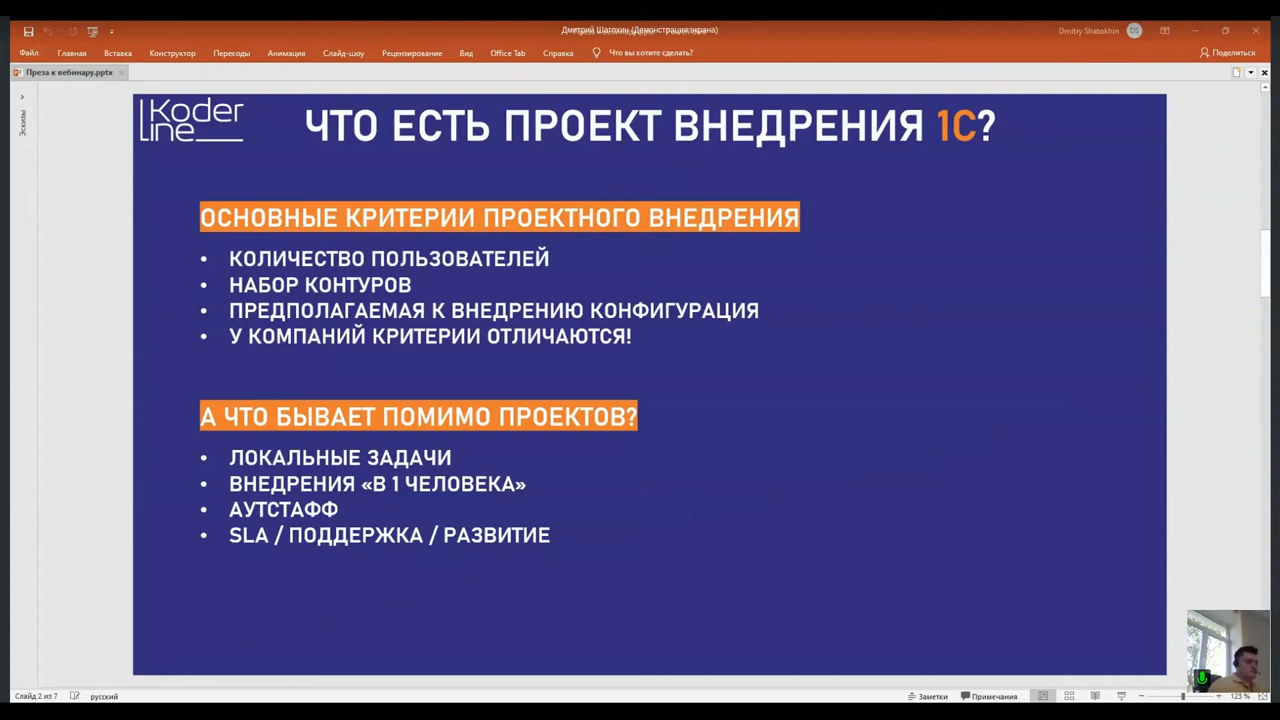 Дмитрий Шатохин (Демонстрация экрана)
Dmitry Shatokhin
DS
Файл
Главная
Вставка
Конструктор
Переходы
Анимация
Слайд-шоу
Рецензирование
Вид
Office Tab
Справка
Что вы хотите сделать?
Поделиться
Преза к вебинару.pptx
Эскизы
Koder
line
ЧТО ЕСТЬ ПРОЕКТ ВНЕДРЕНИЯ 1С?
ОСНОВНЫЕ КРИТЕРИИ ПРОЕКТНОГО ВНЕДРЕНИЯ
• КОЛИЧЕСТВО ПОЛЬЗОВАТЕЛЕЙ
• НАБОР КОНТУРОВ
• ПРЕДПОЛАГАЕМАЯ К ВНЕДРЕНИЮ КОНФИГУРАЦИЯ
• У КОМПАНИЙ КРИТЕРИИ ОТЛИЧАЮТСЯ!
А ЧТО БЫВАЕТ ПОМИМО ПРОЕКТОВ?
• ЛОКАЛЬНЫЕ ЗАДАЧИ
• ВНЕДРЕНИЯ «В 1 ЧЕЛОВЕКА»
• АУТСТАФФ
• SLA / ПОДДЕРЖКА / РАЗВИТИЕ
Слайд 2 из 7
русский
Заметки
Примечания
123 %